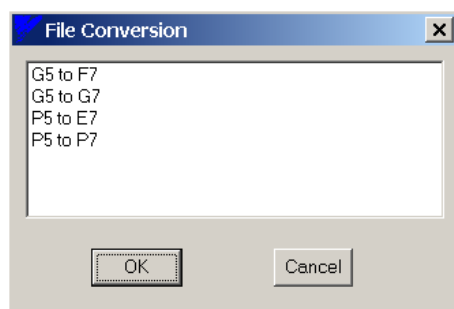 File Conversion
G5 to F7
G5 to G7
P5 to E7
P5 to P7
OK
Cancel